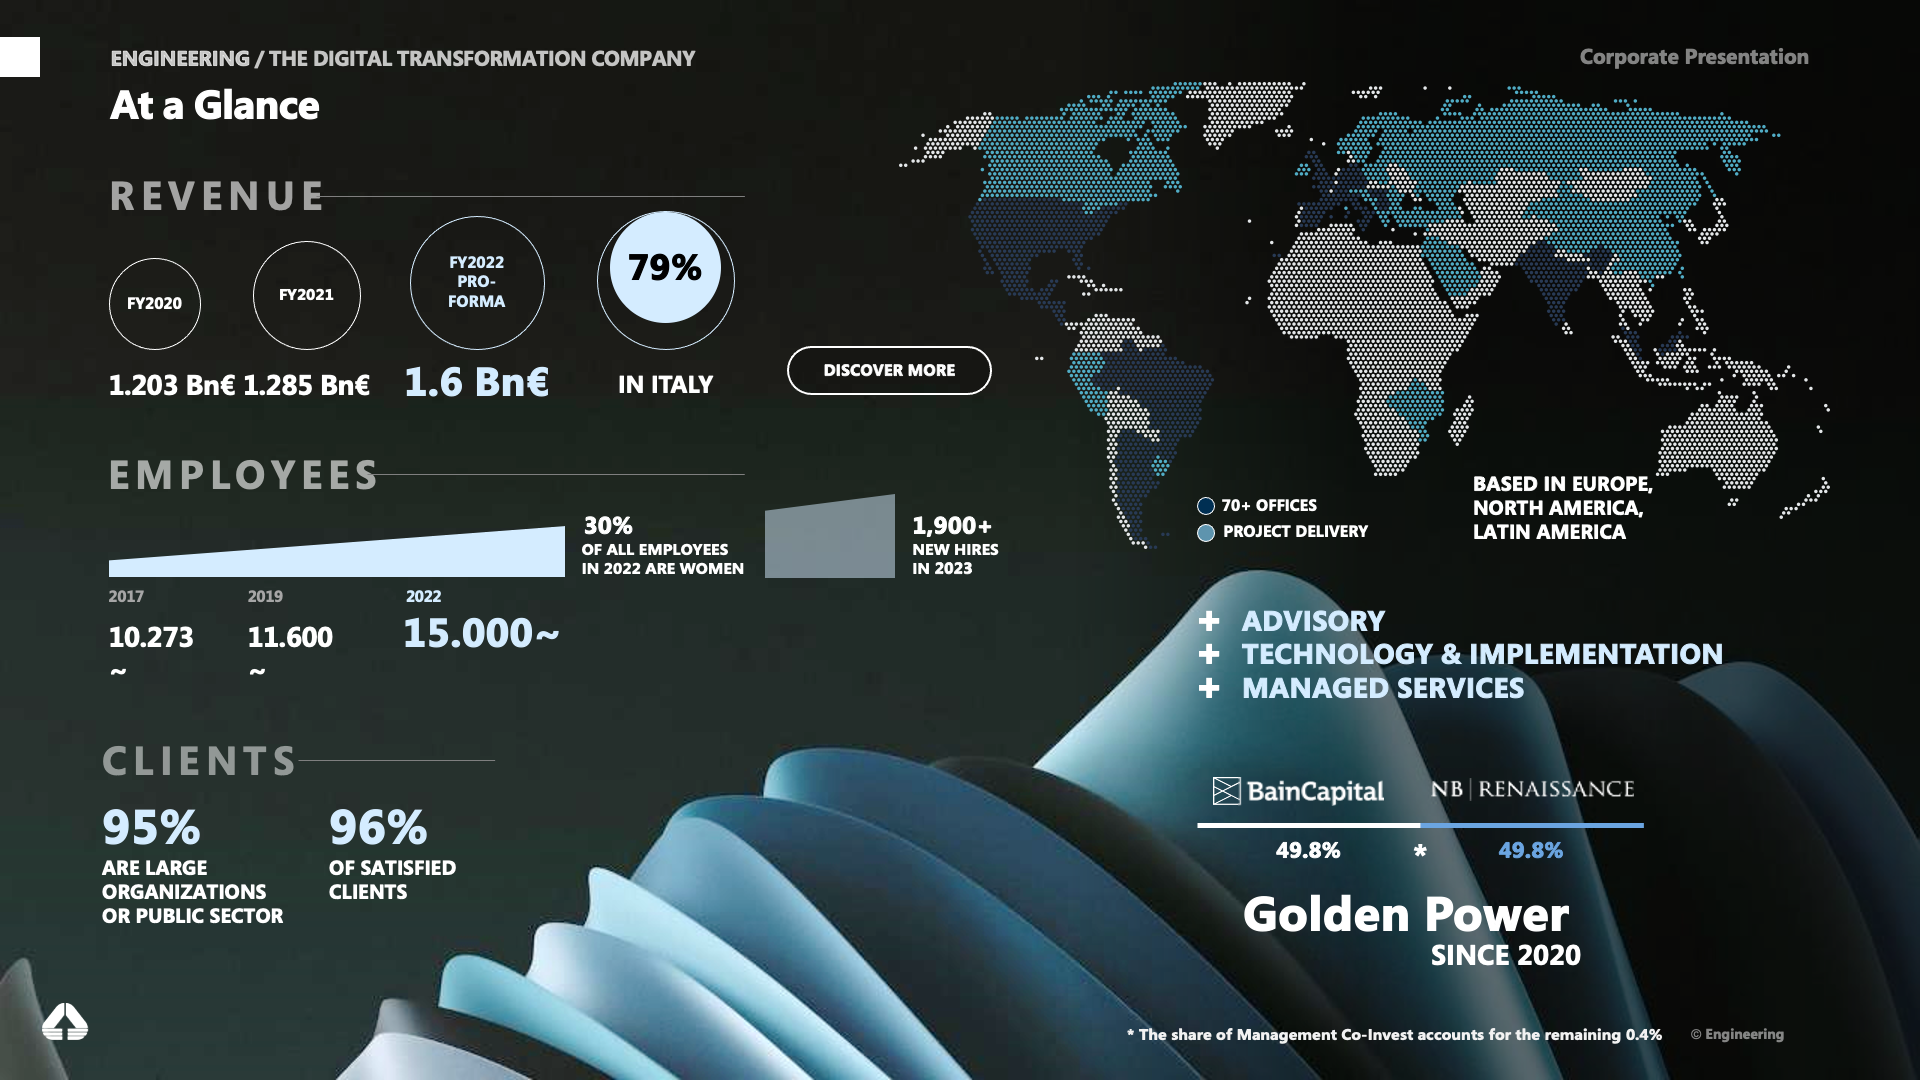 ENGINEERING / THE DIGITAL TRANSFORMATION COMPANY
Corporate Presentation
At a Glance
REVENUE
FY2020
FY2021
FY2022
PRO-
FORMA
79%
1.203 Bn€
1.285 Bn€
1.6 Bn€
IN ITALY
DISCOVER MORE
EMPLOYEES
30%
OF ALL EMPLOYEES
IN 2022 ARE WOMEN
1,900+
NEW HIRES
IN 2023
2017
2019
2022
10.273
~
11.600
~
15.000~
70+ OFFICES
PROJECT DELIVERY
BASED IN EUROPE,
NORTH AMERICA,
LATIN AMERICA
+ ADVISORY
+ TECHNOLOGY & IMPLEMENTATION
+ MANAGED SERVICES
CLIENTS
95%
ARE LARGE
ORGANIZATIONS
OR PUBLIC SECTOR
96%
OF SATISFIED
CLIENTS
BainCapital
NB | RENAISSANCE
49.8%
*
49.8%
Golden Power
SINCE 2020
* The share of Management Co-Invest accounts for the remaining 0.4%
© Engineering